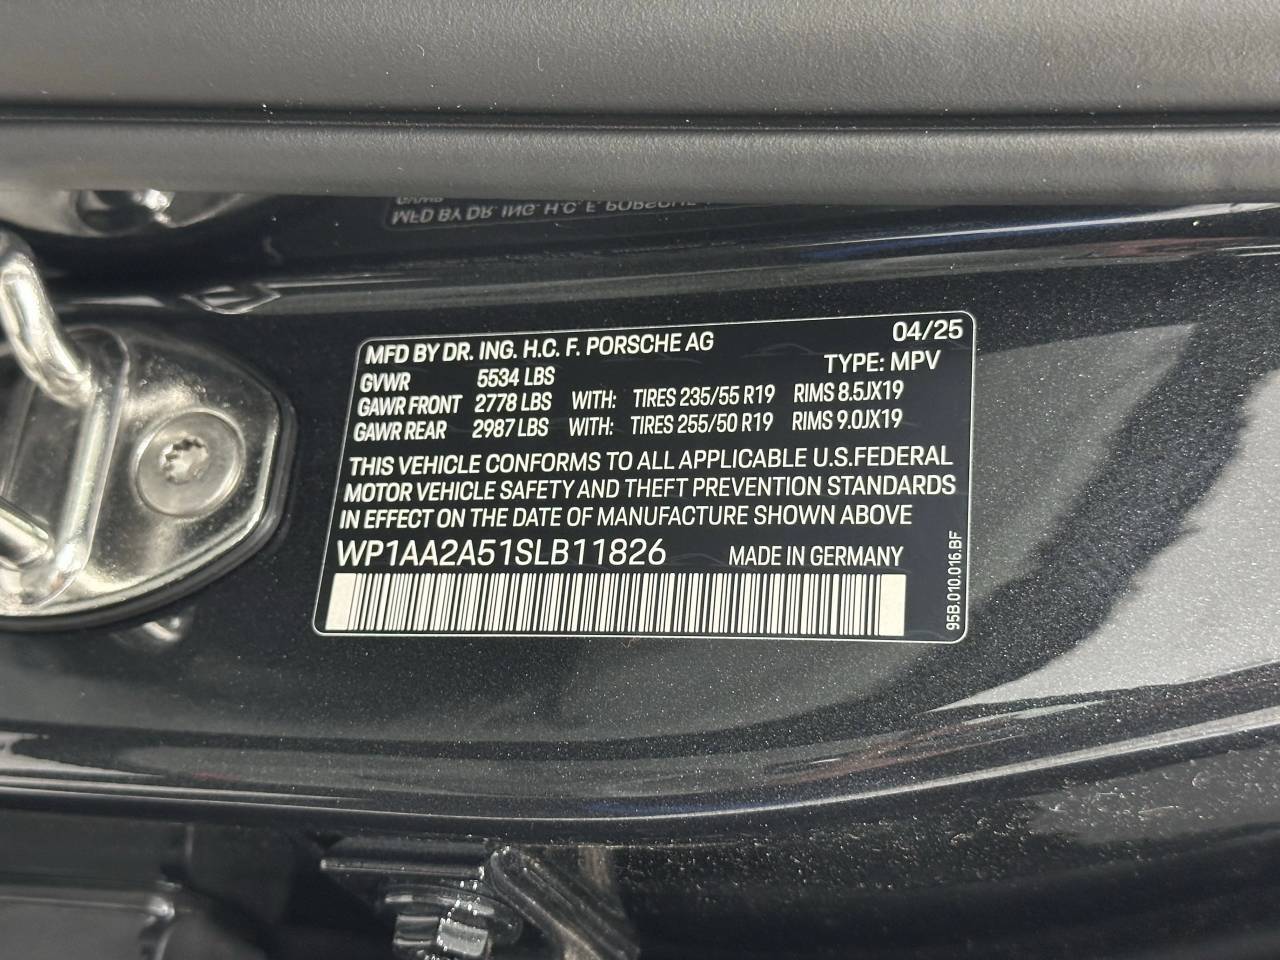 MFD BY DR. ING. H.C. F. PORSCHE AG 04/25
TYPE: MPV
GVWR 5534 LBS
GAWR FRONT 2778 LBS WITH: TIRES 235/55 R19 RIMS 8.5JX19
GAWR REAR 2987 LBS WITH: TIRES 255/50 R19 RIMS 9.0JX19
THIS VEHICLE CONFORMS TO ALL APPLICABLE U.S.FEDERAL
MOTOR VEHICLE SAFETY AND THEFT PREVENTION STANDARDS
IN EFFECT ON THE DATE OF MANUFACTURE SHOWN ABOVE
WP1AA2A51SLB11826 MADE IN GERMANY
95B.010.016.BF